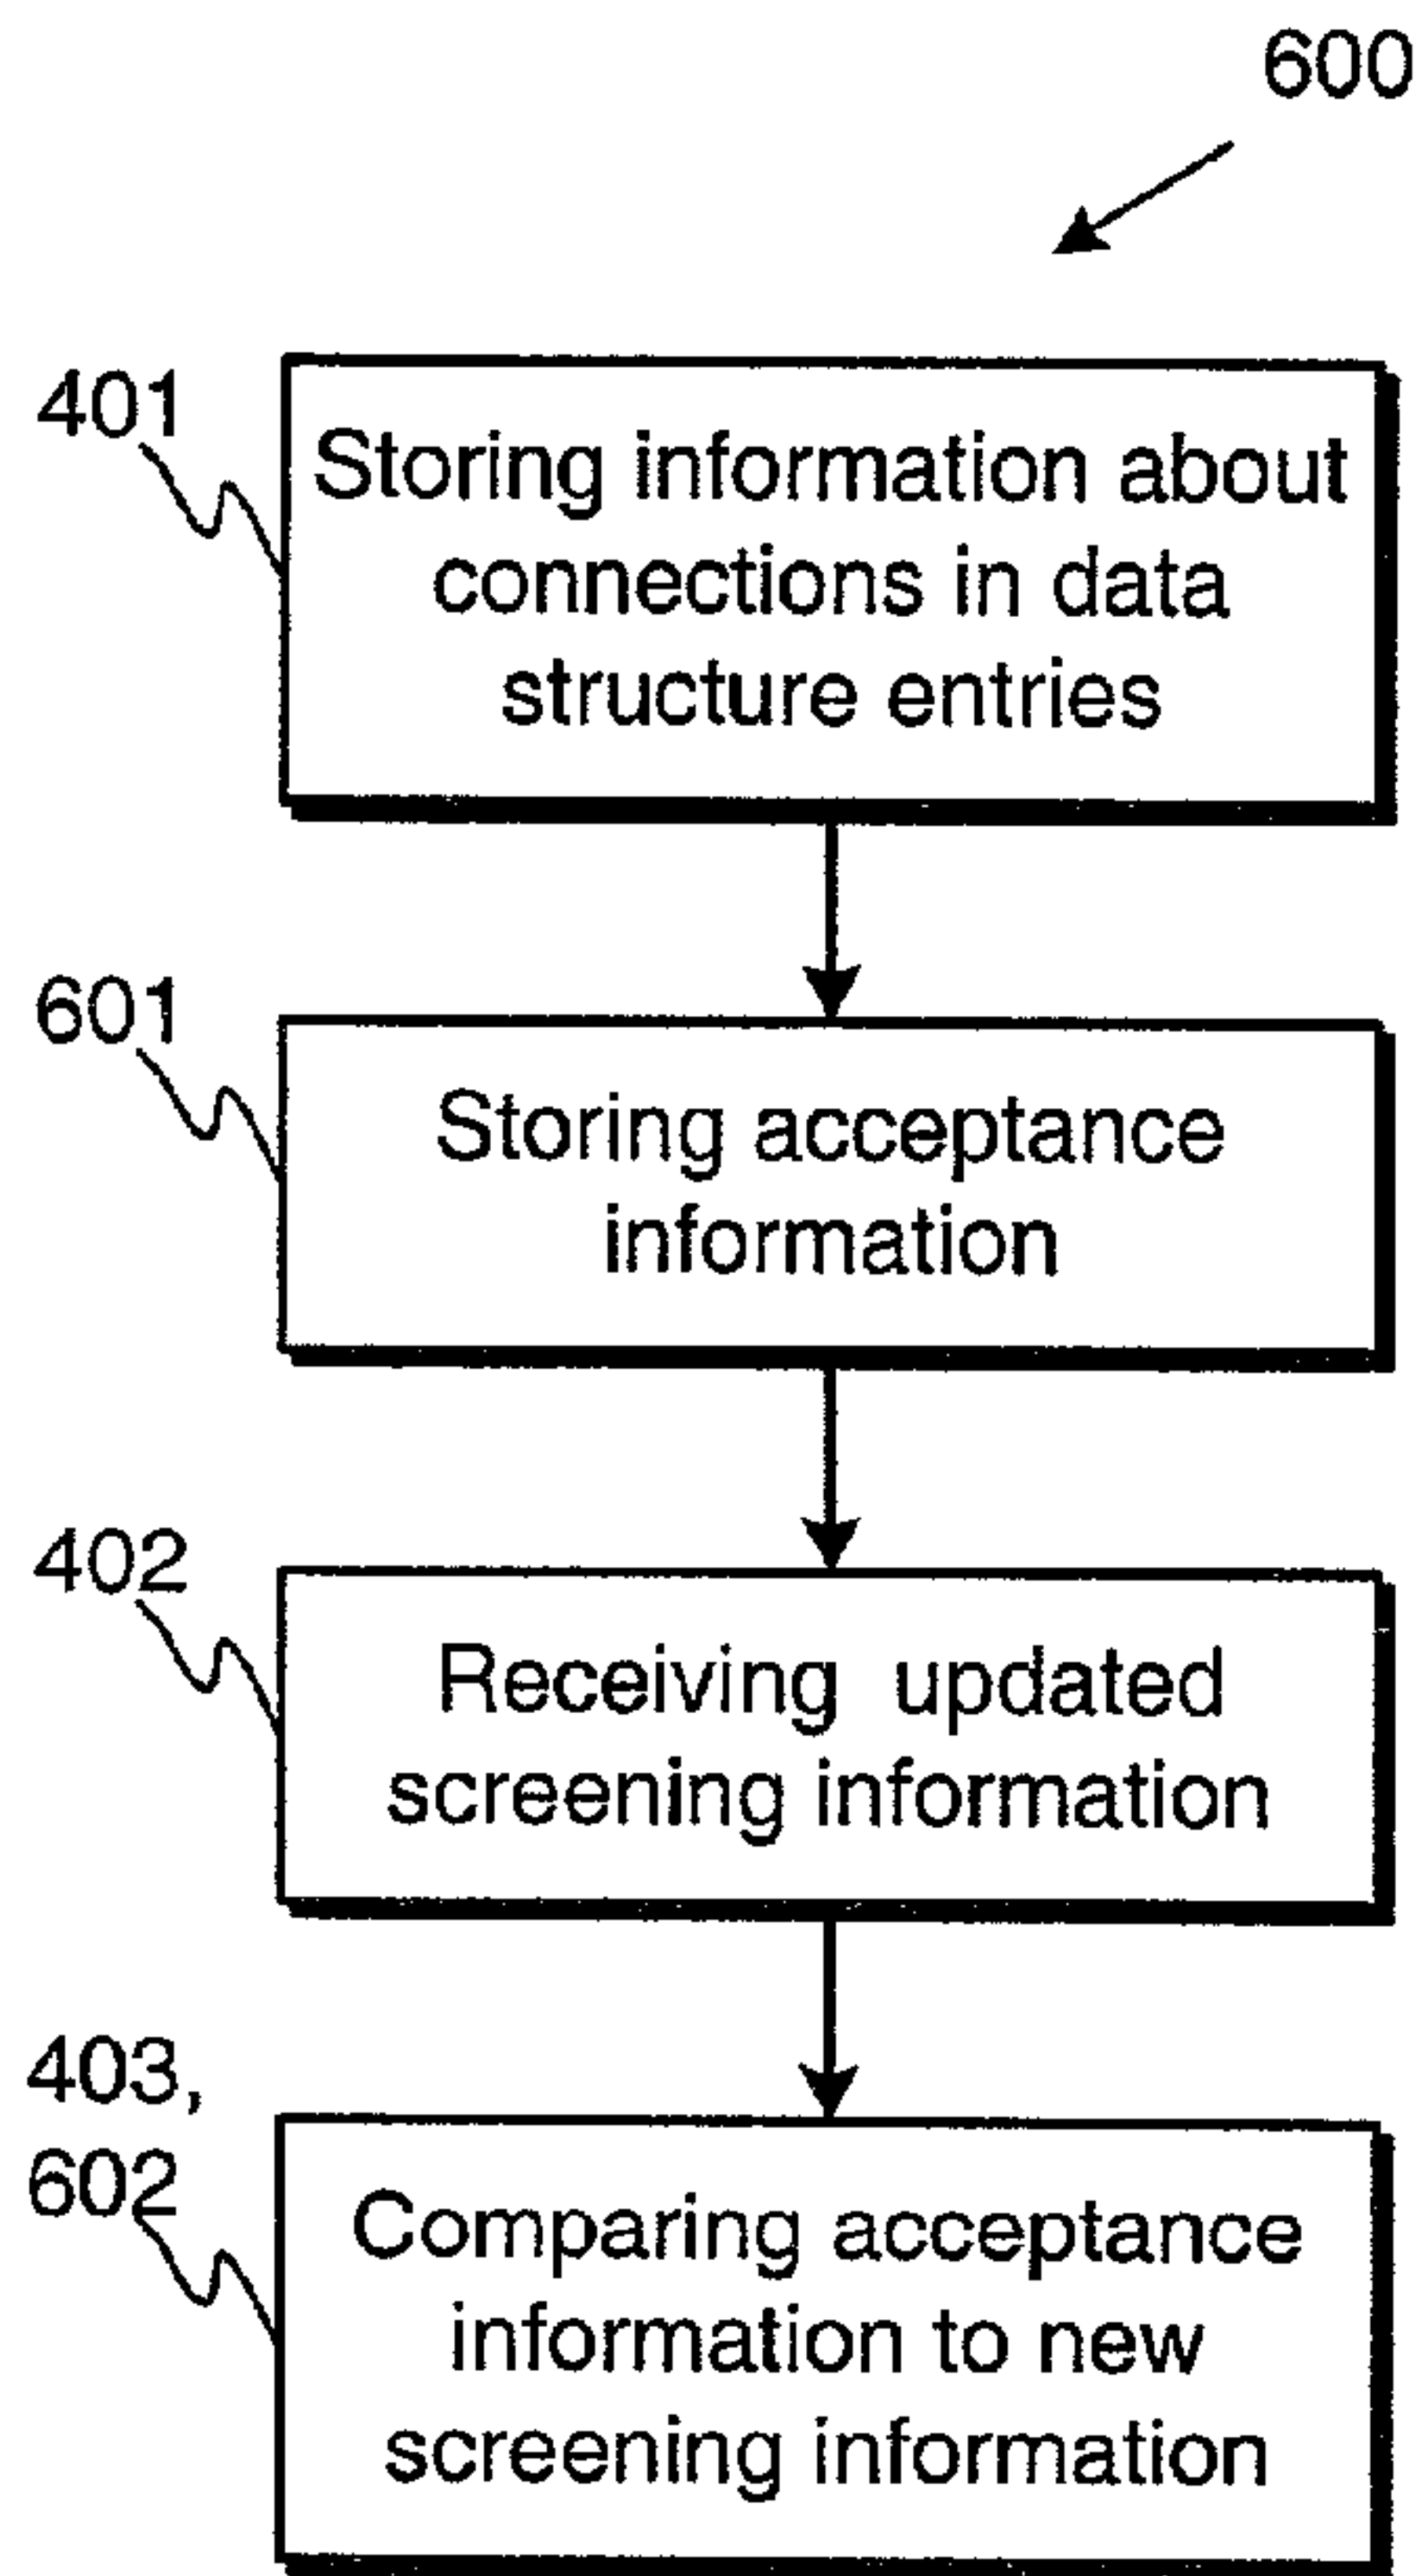 600
401
Storing information about
connections in data
structure entries
601
Storing acceptance
information
402
Receiving updated
screening information
403,
602
Comparing acceptance
information to new
screening information